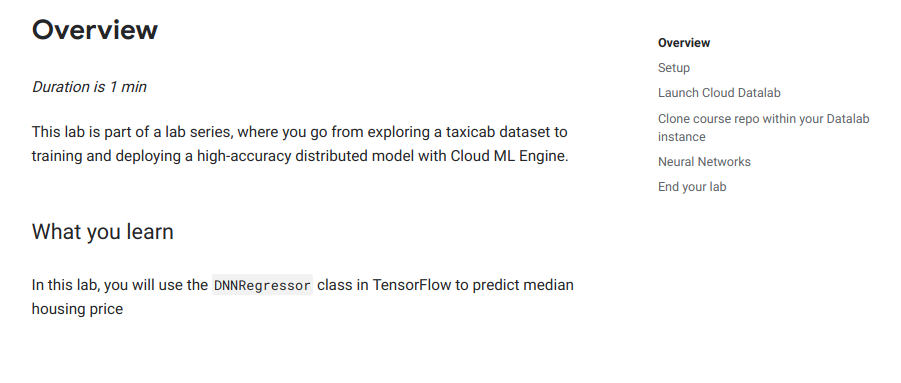 Overview
Duration is 1 min
This lab is part of a lab series, where you go from exploring a taxicab dataset to
training and deploying a high-accuracy distributed model with Cloud ML Engine.
What you learn
In this lab, you will use the DNNRegressor class in TensorFlow to predict median
housing price
Overview
Setup
Launch Cloud Datalab
Clone course repo within your Datalab
instance
Neural Networks
End your lab